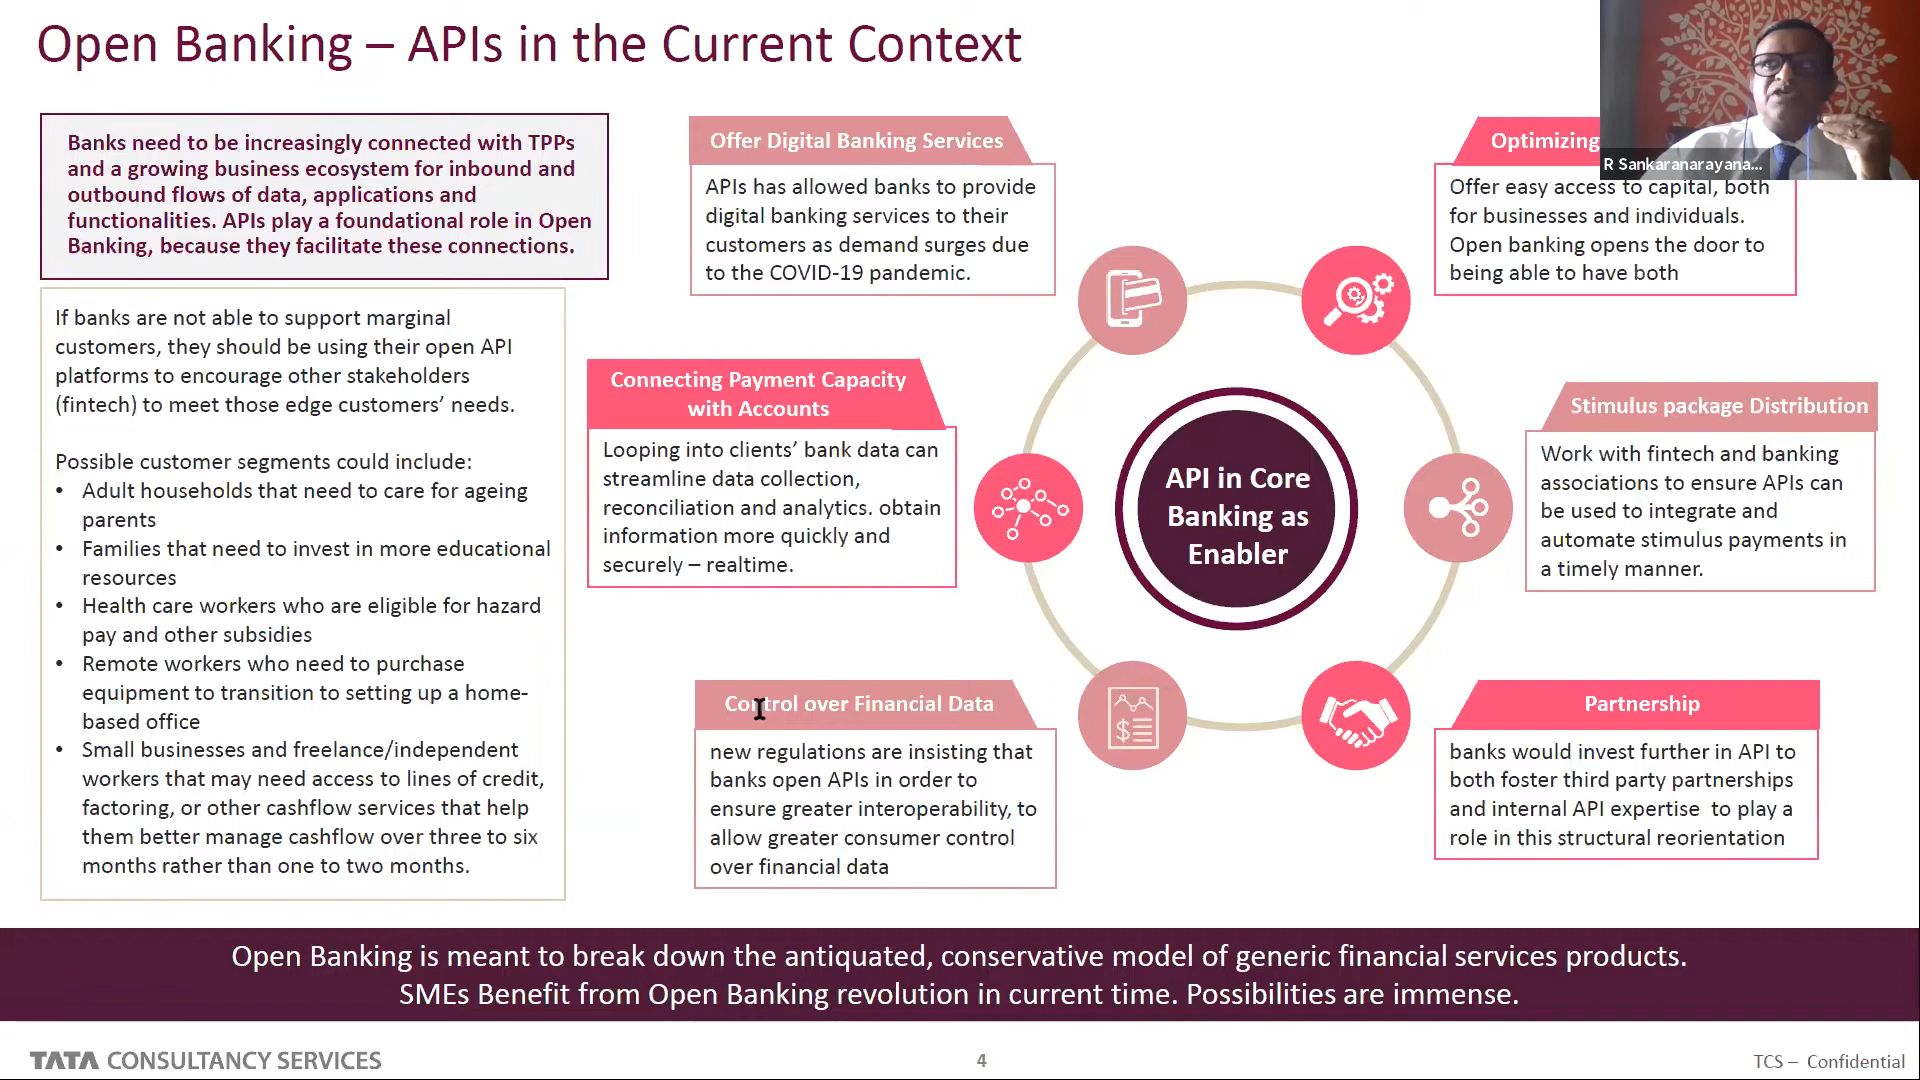 Open Banking – APIs in the Current Context
Banks need to be increasingly connected with TPPs
and a growing business ecosystem for inbound and
outbound flows of data, applications and
functionalities. APIs play a foundational role in Open
Banking, because they facilitate these connections.
If banks are not able to support marginal
customers, they should be using their open API
platforms to encourage other stakeholders
(fintech) to meet those edge customers’ needs.
Possible customer segments could include:
• Adult households that need to care for ageing
parents
• Families that need to invest in more educational
resources
• Health care workers who are eligible for hazard
pay and other subsidies
• Remote workers who need to purchase
equipment to transition to setting up a home-
based office
• Small businesses and freelance/independent
workers that may need access to lines of credit,
factoring, or other cashflow services that help
them better manage cashflow over three to six
months rather than one to two months.
Offer Digital Banking Services
APIs has allowed banks to provide
digital banking services to their
customers as demand surges due
to the COVID-19 pandemic.
Connecting Payment Capacity
with Accounts
Looping into clients’ bank data can
streamline data collection,
reconciliation and analytics. obtain
information more quickly and
securely – realtime.
Control over Financial Data
new regulations are insisting that
banks open APIs in order to
ensure greater interoperability, to
allow greater consumer control
over financial data
API in Core
Banking as
Enabler
Optimizing
R Sankaranarayana...
Offer easy access to capital, both
for businesses and individuals.
Open banking opens the door to
being able to have both
Stimulus package Distribution
Work with fintech and banking
associations to ensure APIs can
be used to integrate and
automate stimulus payments in
a timely manner.
Partnership
banks would invest further in API to
both foster third party partnerships
and internal API expertise to play a
role in this structural reorientation
Open Banking is meant to break down the antiquated, conservative model of generic financial services products.
SMEs Benefit from Open Banking revolution in current time. Possibilities are immense.
TATA CONSULTANCY SERVICES
4
TCS – Confidential